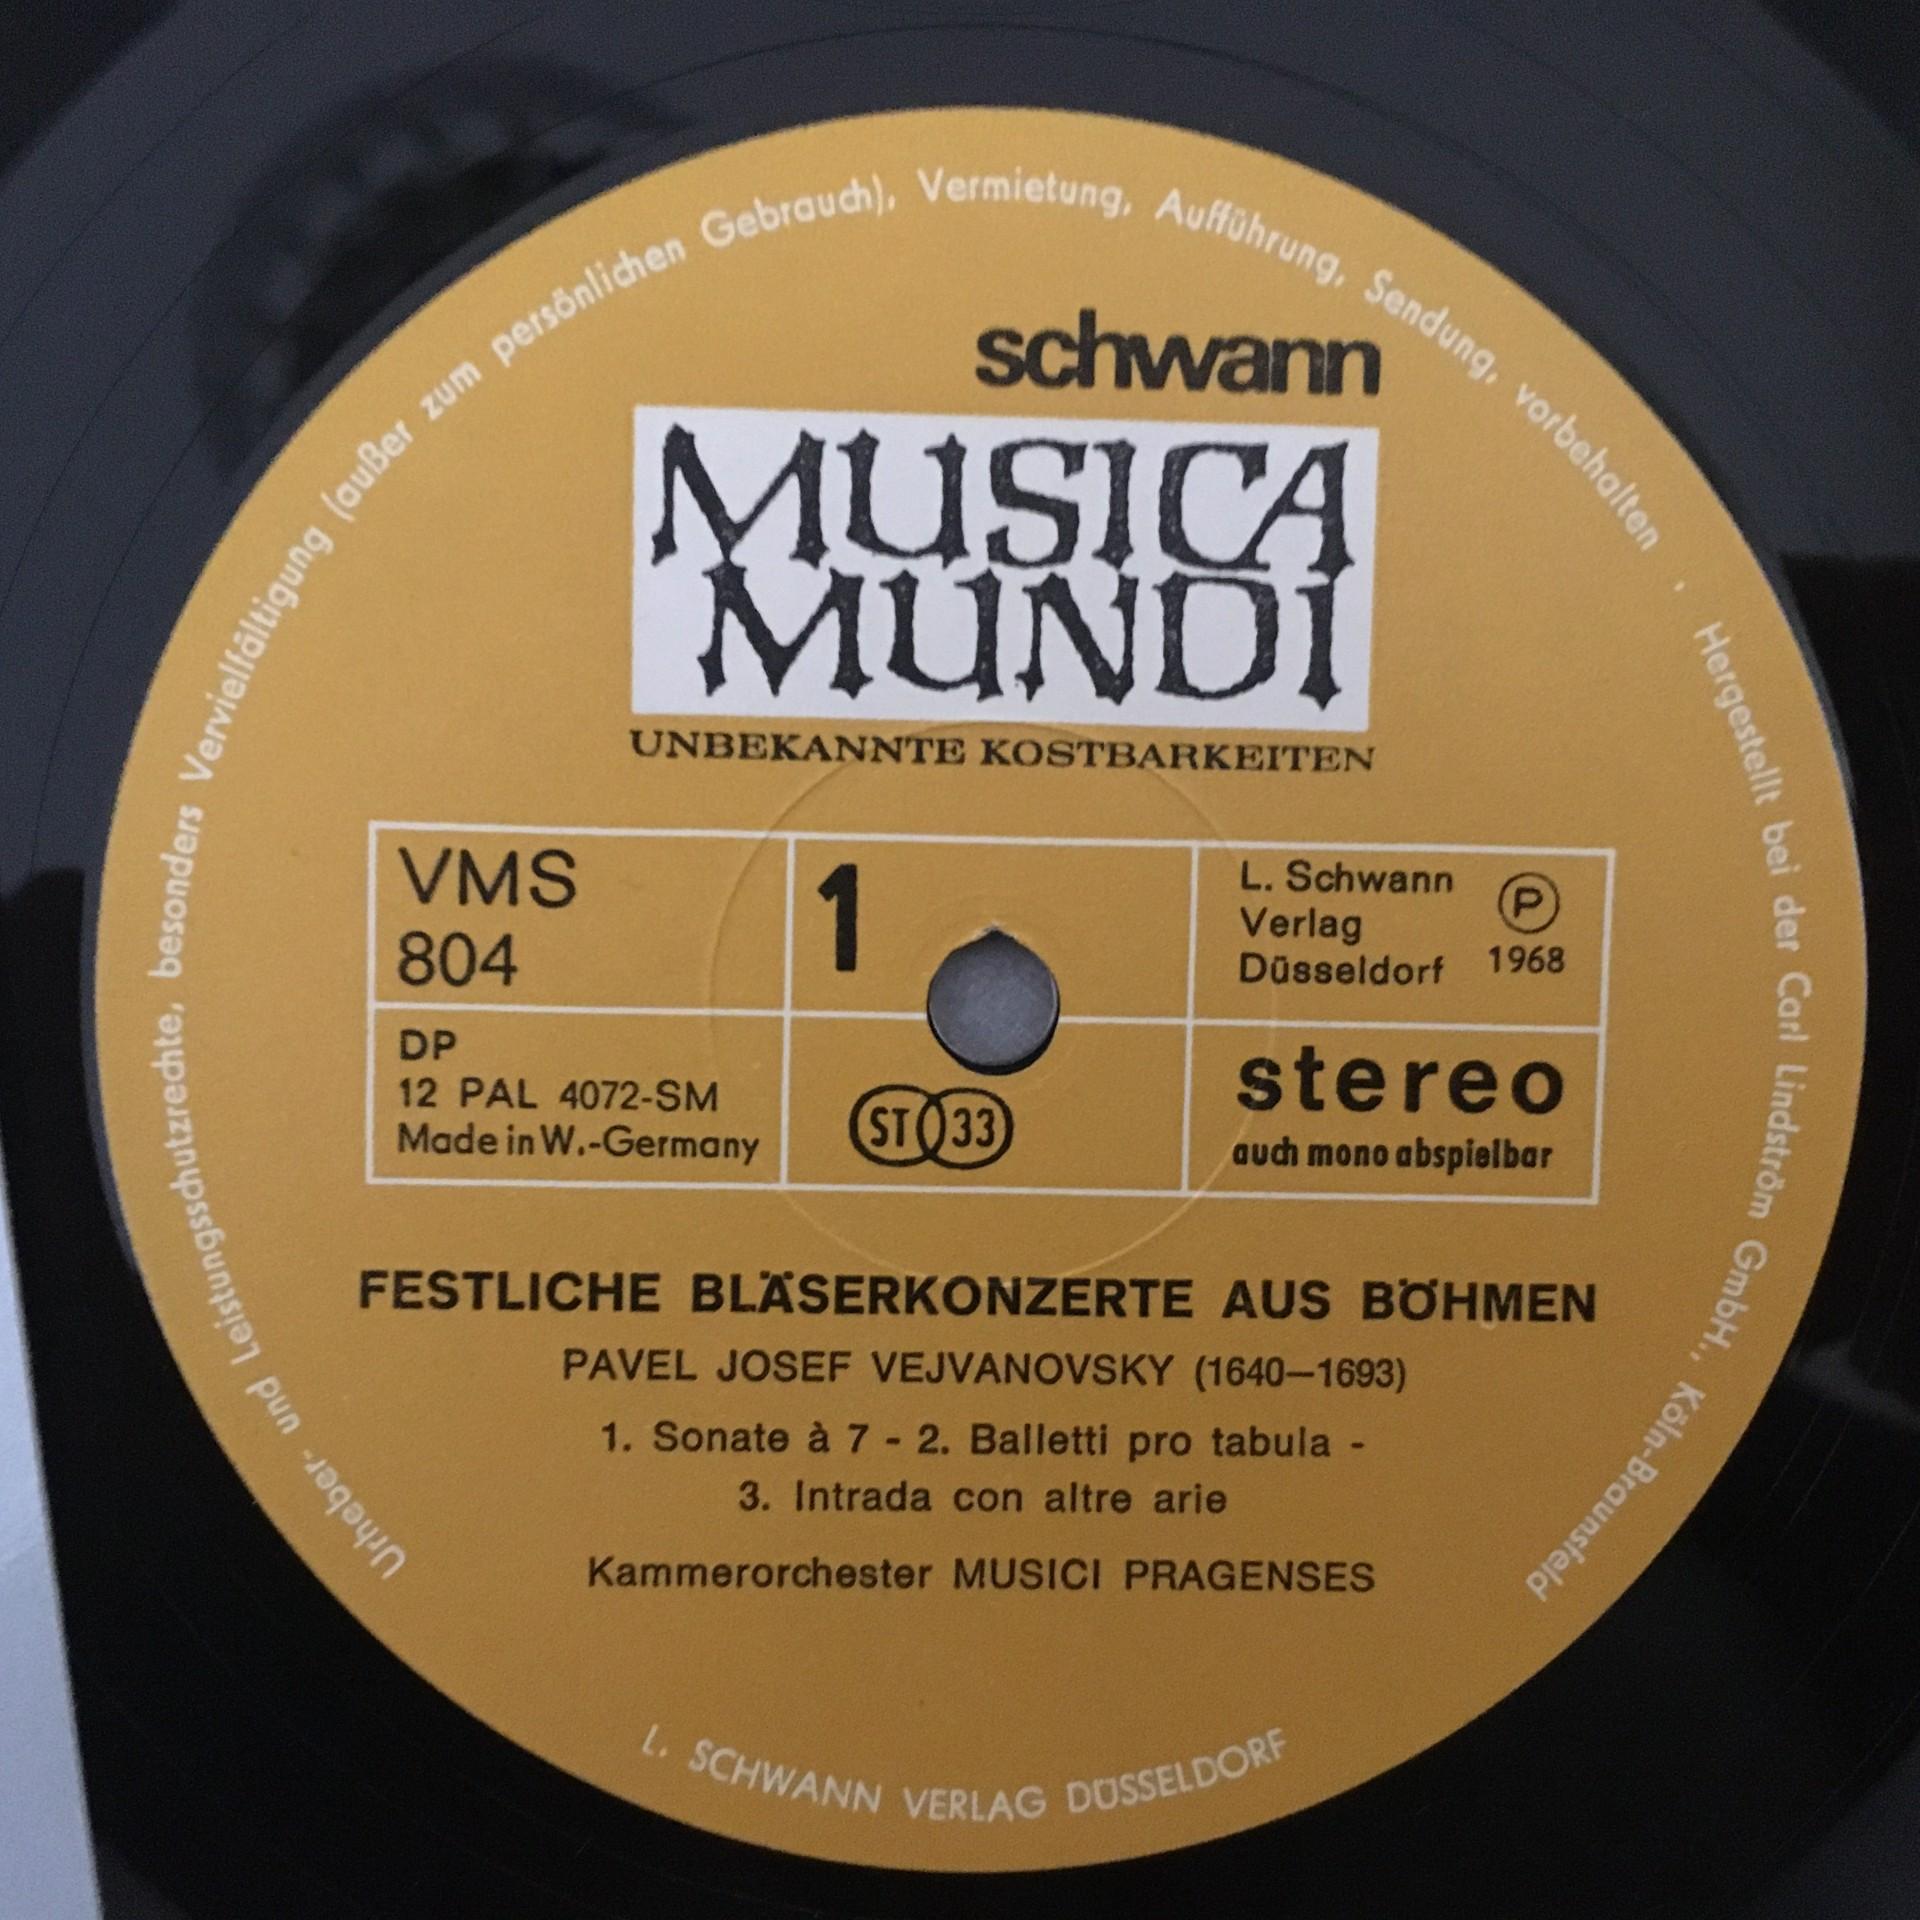 Urheber- und Leistungsschutzrechte, besonders Vervielfältigung (außer zum persönlichen Gebrauch), Vermietung, Aufführung, Sendung, vorbehalten . Hergestellt bei der Carl Lindström GmbH., Köln-Braunsfeld
schwann
MUSICA
MUNDI
UNBEKANNTE KOSTBARKEITEN
VMS
804
1
L. Schwann
Verlag
Düsseldorf
Ⓟ
1968
DP
12 PAL 4072-SM
Made in W.-Germany
ST 33
stereo
auch mono abspielbar
FESTLICHE BLÄSERKONZERTE AUS BÖHMEN
PAVEL JOSEF VEJVANOVSKY (1640—1693)
1. Sonate à 7 - 2. Balletti pro tabula -
3. Intrada con altre arie
Kammerorchester MUSICI PRAGENSES
L. SCHWANN VERLAG DÜSSELDORF